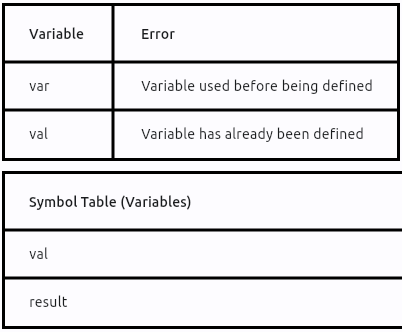 Variable Error
var Variable used before being defined
val Variable has already been defined
Symbol Table (Variables)
val
result